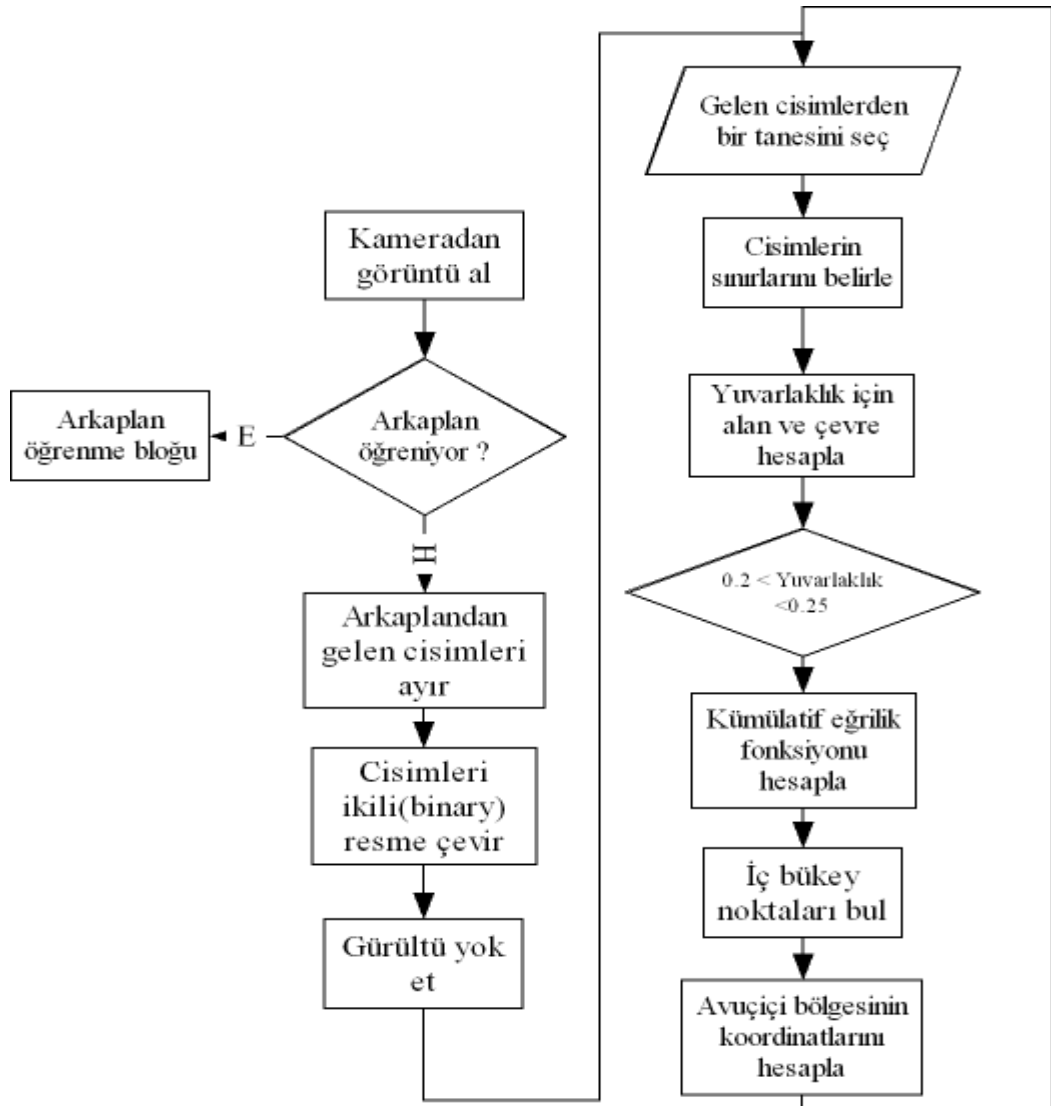 Kameradan
görüntü al
Arkaplan
öğreniyor ?
E
Arkaplan
öğrenme bloğu
H
Arkaplandan
gelen cisimleri
ayır
Cisimleri
ikili(binary)
resme çevir
Gürültü yok
et
Gelen cisimlerden
bir tanesini seç
Cisimlerin
sınırlarını belirle
Yuvarlaklık için
alan ve çevre
hesapla
0.2 < Yuvarlaklık
<0.25
Kümülatif eğrilik
fonksiyonu
hesapla
İç bükey
noktaları bul
Avuçiçi bölgesinin
koordinatlarını
hesapla